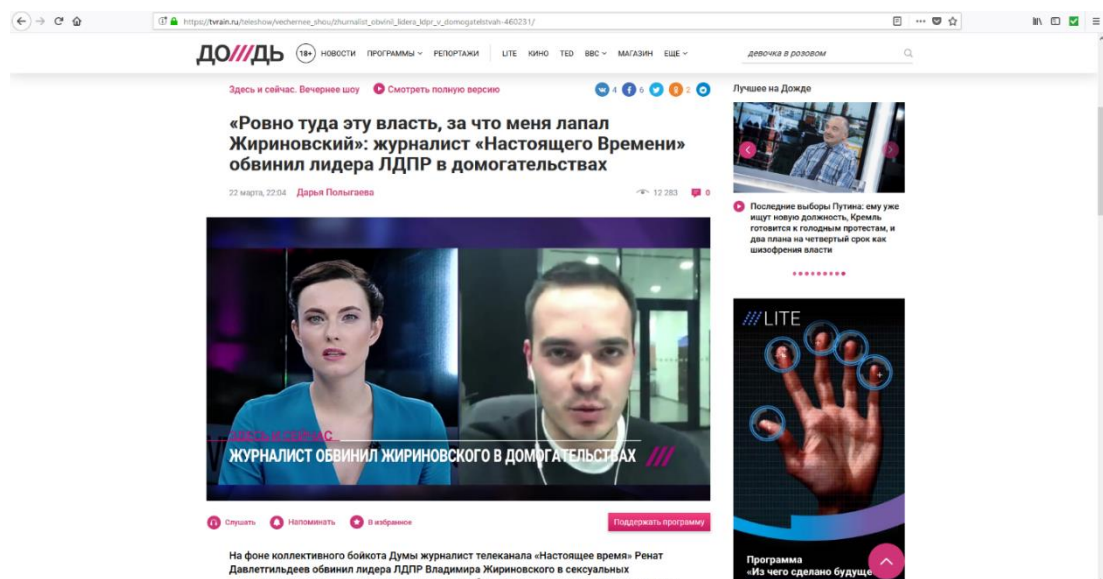 https://tvrain.ru/teleshow/vechernee_shou/zhurnalist_obvinil_lidera_ldpr_v_domogatelstvah-460231/
ДО///ДЬ
18+
НОВОСТИ ПРОГРАММЫ РЕПОРТАЖИ LITE КИНО TED BBC МАГАЗИН ЕЩЕ
девочка в розовом
Здесь и сейчас. Вечернее шоу Смотреть полную версию
4 6 2
«Ровно туда эту власть, за что меня лапал
Жириновский»: журналист «Настоящего Времени»
обвинил лидера ЛДПР в домогательствах
22 марта, 22:04 Дарья Полыгаева
12 283 0
ЗДЕСЬ И СЕЙЧАС
ЖУРНАЛИСТ ОБВИНИЛ ЖИРИНОВСКОГО В ДОМОГАТЕЛЬСТВАХ ///
Слушать Напоминать В избранное
Поддержать программу
На фоне коллективного бойкота Думы журналист телеканала «Настоящее время» Ренат
Давлетгильдеев обвинил лидера ЛДПР Владимира Жириновского в сексуальных
Лучшее на Дожде
Последние выборы Путина: ему уже
ищут новую должность, Кремль
готовится к голодным протестам, и
два плана на четвертый срок как
шизофрения власти
///LITE
Программа
«Из чего сделано будуще